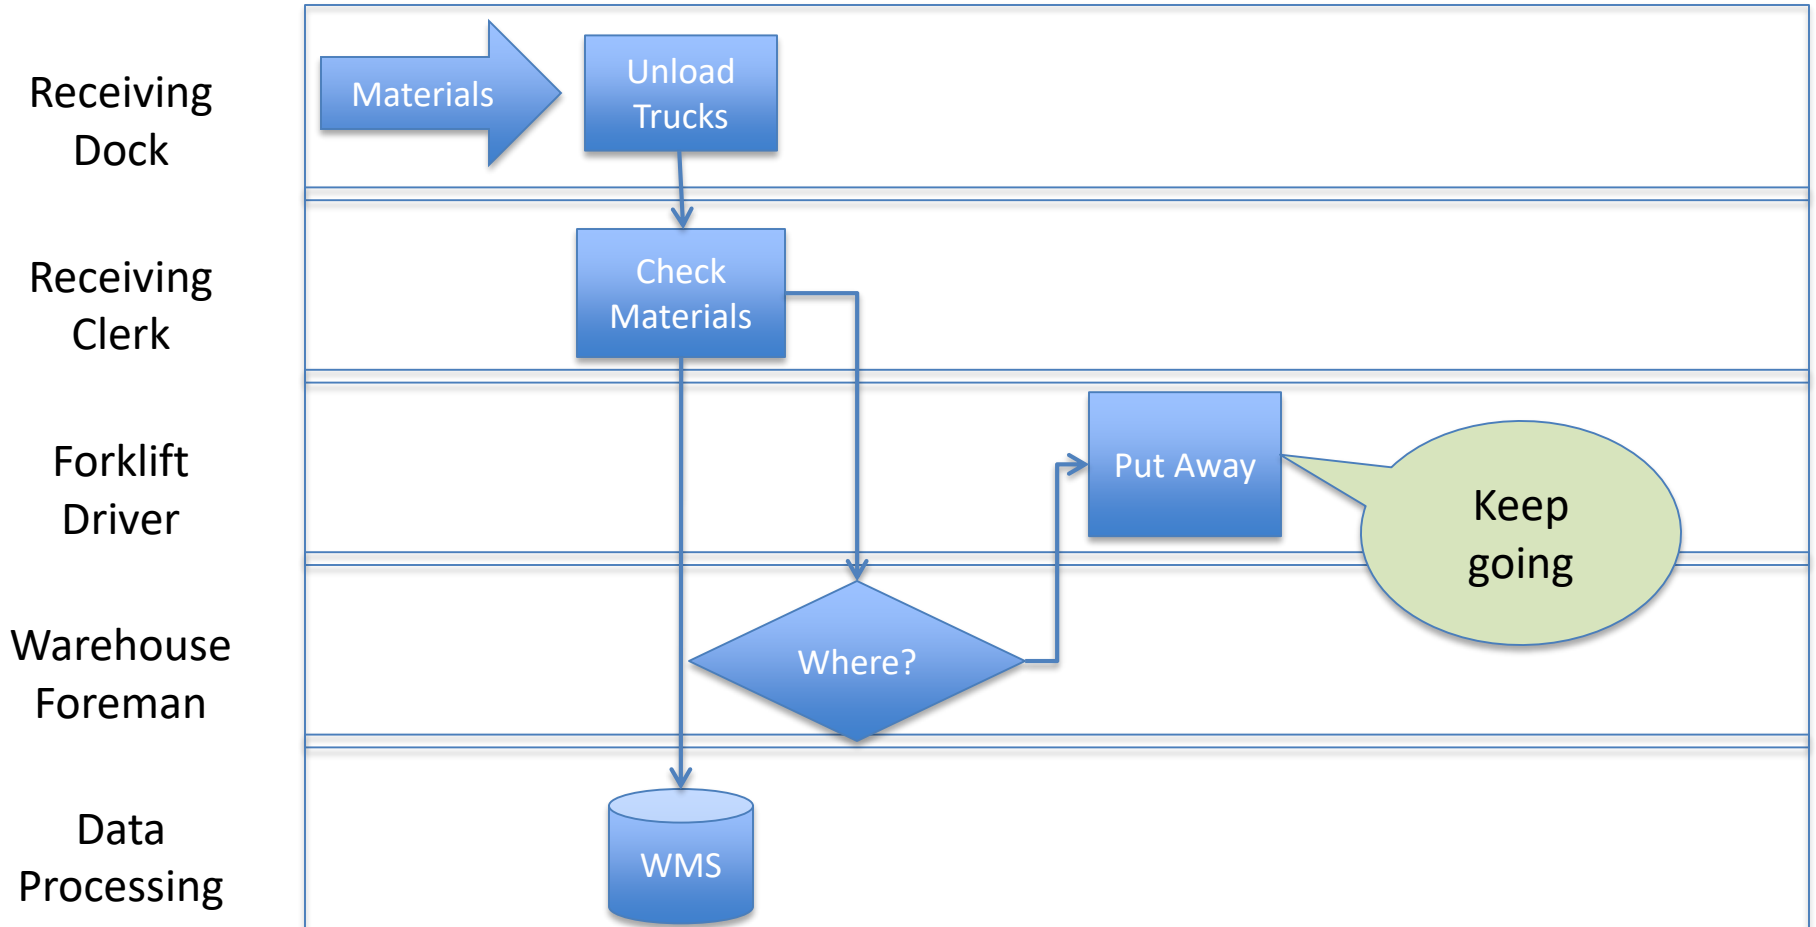 Receiving
Dock
Materials
Unload
Trucks
Receiving
Clerk
Check
Materials
Forklift
Driver
Put Away
Keep
going
Warehouse
Foreman
Where?
Data
Processing
WMS